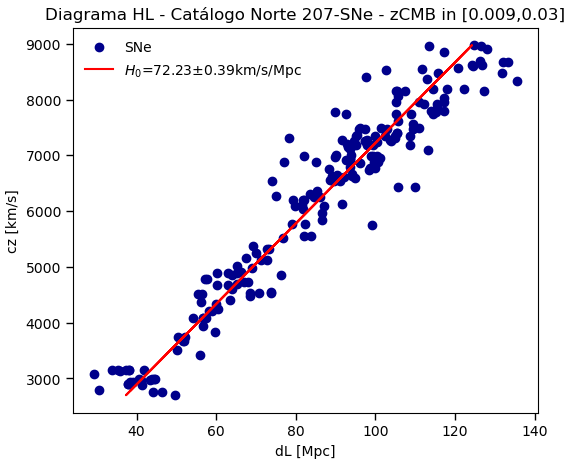 Diagrama HL - Catálogo Norte 207-SNe - zCMB in [0.009,0.03]
SNe
H₀=72.23±0.39km/s/Mpc
cz [km/s]
9000
8000
7000
6000
5000
4000
3000
40 60 80 100 120 140
dL [Mpc]